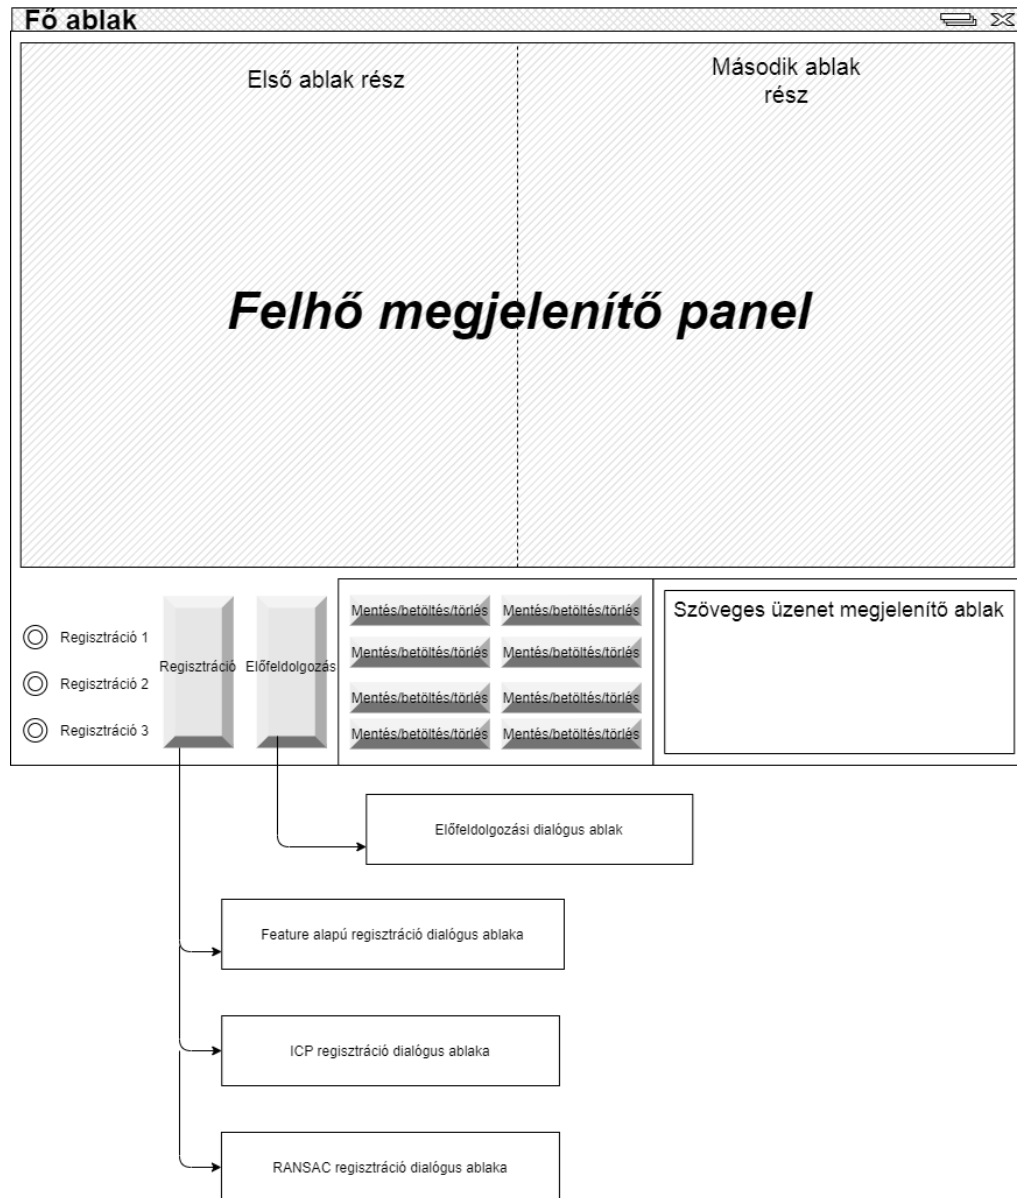 Fő ablak
Első ablak rész
Második ablak
rész
Felhő megjelenítő panel
Regisztráció 1
Regisztráció 2
Regisztráció 3
Regisztráció
Előfeldolgozás
Mentés/betöltés/törlés Mentés/betöltés/törlés
Mentés/betöltés/törlés Mentés/betöltés/törlés
Mentés/betöltés/törlés Mentés/betöltés/törlés
Mentés/betöltés/törlés Mentés/betöltés/törlés
Szöveges üzenet megjelenítő ablak
Előfeldolgozási dialógus ablak
Feature alapú regisztráció dialógus ablaka
ICP regisztráció dialógus ablaka
RANSAC regisztráció dialógus ablaka